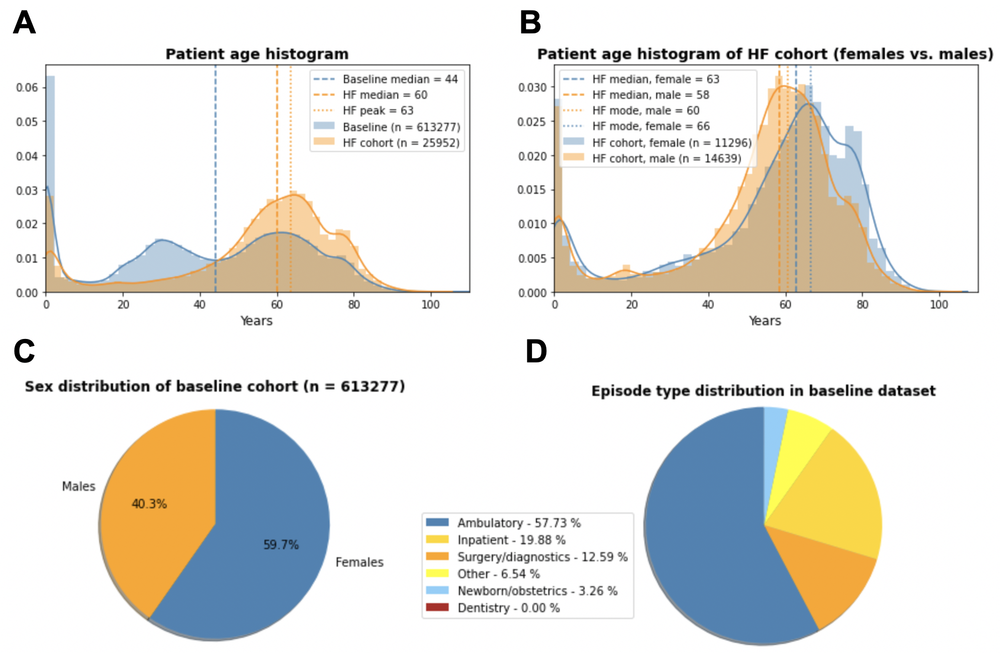 A
B
Patient age histogram
0.06
0.05
0.04
0.03
0.02
0.01
0.00
0
20
40
60
80
100
Years
Baseline median = 44
HF median = 60
HF peak = 63
Baseline (n = 613277)
HF cohort (n = 25952)
Patient age histogram of HF cohort (females vs. males)
0.030
0.025
0.020
0.015
0.010
0.005
0.000
0
20
40
60
80
100
Years
HF median, female = 63
HF median, male = 58
HF mode, male = 60
HF mode, female = 66
HF cohort, female (n = 11296)
HF cohort, male (n = 14639)
C
D
Sex distribution of baseline cohort (n = 613277)
Males
40.3%
59.7%
Females
Episode type distribution in baseline dataset
Ambulatory - 57.73 %
Inpatient - 19.88 %
Surgery/diagnostics - 12.59 %
Other - 6.54 %
Newborn/obstetrics - 3.26 %
Dentistry - 0.00 %